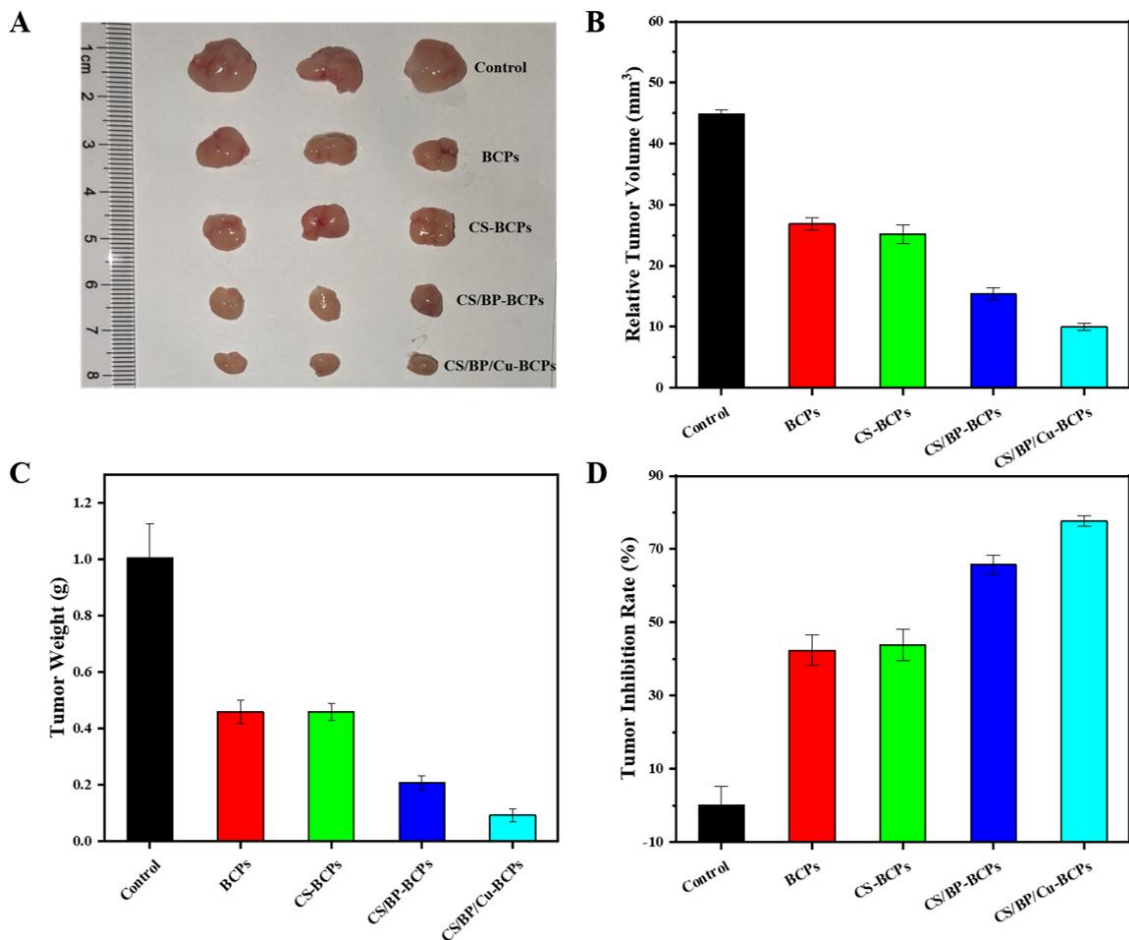 A
1cm
2
3
4
5
6
7
8
Control
BCPs
CS-BCPs
CS/BP-BCPs
CS/BP/Cu-BCPs
B
Relative Tumor Volume (mm³)
60
50
40
30
20
10
0
Control
BCPs
CS-BCPs
CS/BP-BCPs
CS/BP/Cu-BCPs
C
Tumor Weight (g)
1.2
1.0
0.8
0.6
0.4
0.2
0.0
Control
BCPs
CS-BCPs
CS/BP-BCPs
CS/BP/Cu-BCPs
D
Tumor Inhibition Rate (%)
90
70
50
30
10
-10
Control
BCPs
CS-BCPs
CS/BP-BCPs
CS/BP/Cu-BCPs